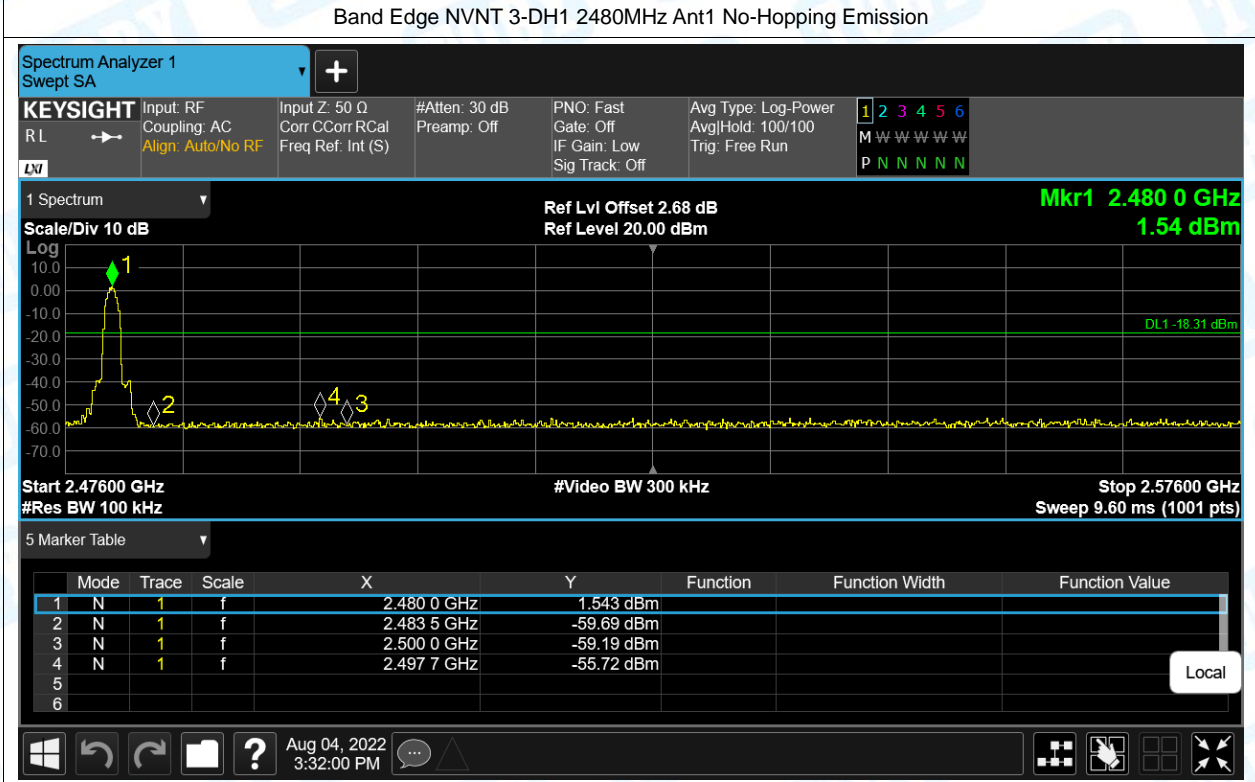 Band Edge NVNT 3-DH1 2480MHz Ant1 No-Hopping Emission
Spectrum Analyzer 1
Swept SA
KEYSIGHT
RL
LXI
Input: RF
Coupling: AC
Align: Auto/No RF
Input Z: 50 Ω
Corr CCorr RCal
Freq Ref: Int (S)
#Atten: 30 dB
Preamp: Off
PNO: Fast
Gate: Off
IF Gain: Low
Sig Track: Off
Avg Type: Log-Power
Avg|Hold: 100/100
Trig: Free Run
1 2 3 4 5 6
M W W W W W
P N N N N N
1 Spectrum
Scale/Div 10 dB
Ref Lvl Offset 2.68 dB
Ref Level 20.00 dBm
Mkr1 2.480 0 GHz
1.54 dBm
Log
10.0
0.00
-10.0
-20.0
-30.0
-40.0
-50.0
-60.0
-70.0
1
2
4
3
DL1 -18.31 dBm
Start 2.47600 GHz
#Res BW 100 kHz
#Video BW 300 kHz
Stop 2.57600 GHz
Sweep 9.60 ms (1001 pts)
5 Marker Table
Mode Trace Scale X Y Function Function Width Function Value
1 N 1 f 2.480 0 GHz 1.543 dBm
2 N 1 f 2.483 5 GHz -59.69 dBm
3 N 1 f 2.500 0 GHz -59.19 dBm
4 N 1 f 2.497 7 GHz -55.72 dBm
5
6
Local
?
Aug 04, 2022
3:32:00 PM